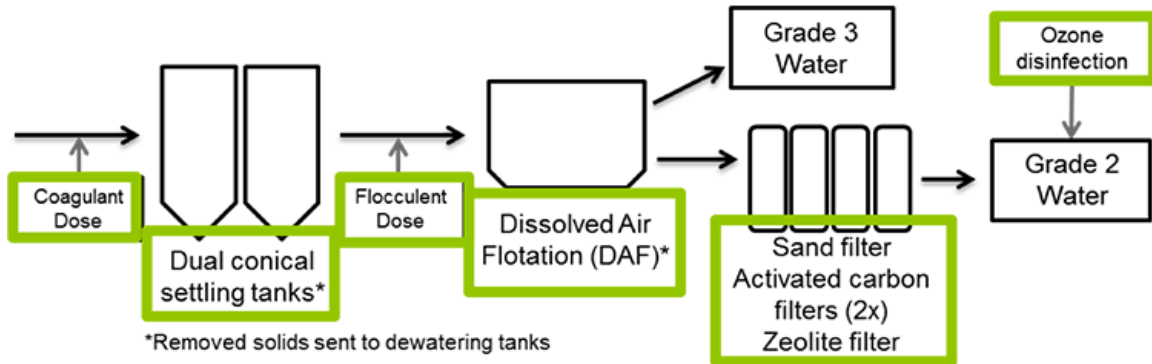 Coagulant
Dose
Dual conical
settling tanks*
Flocculent
Dose
Dissolved Air
Flotation (DAF)*
Grade 3
Water
Sand filter
Activated carbon
filters (2x)
Zeolite filter
Ozone
disinfection
Grade 2
Water
*Removed solids sent to dewatering tanks